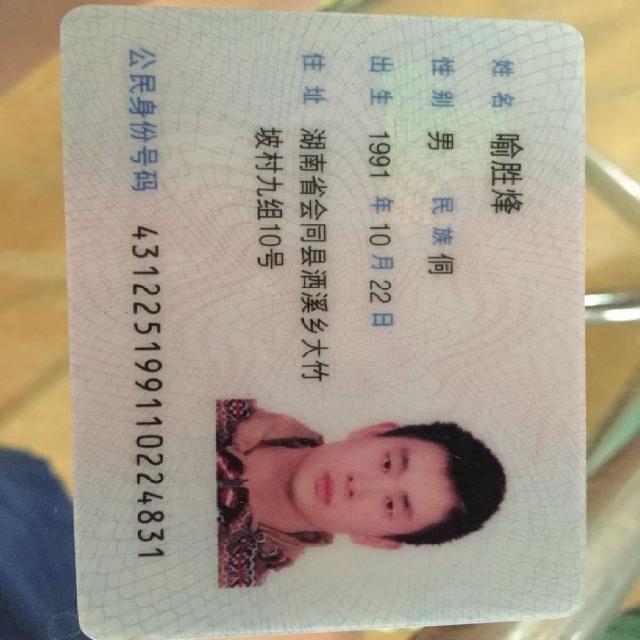 姓名 喻胜烽
性别 男 民族 侗
出生 1991 年 10 月 22 日
住址 湖南省会同县洒溪乡大竹
坡村九组10号
公民身份号码 431225199110224831